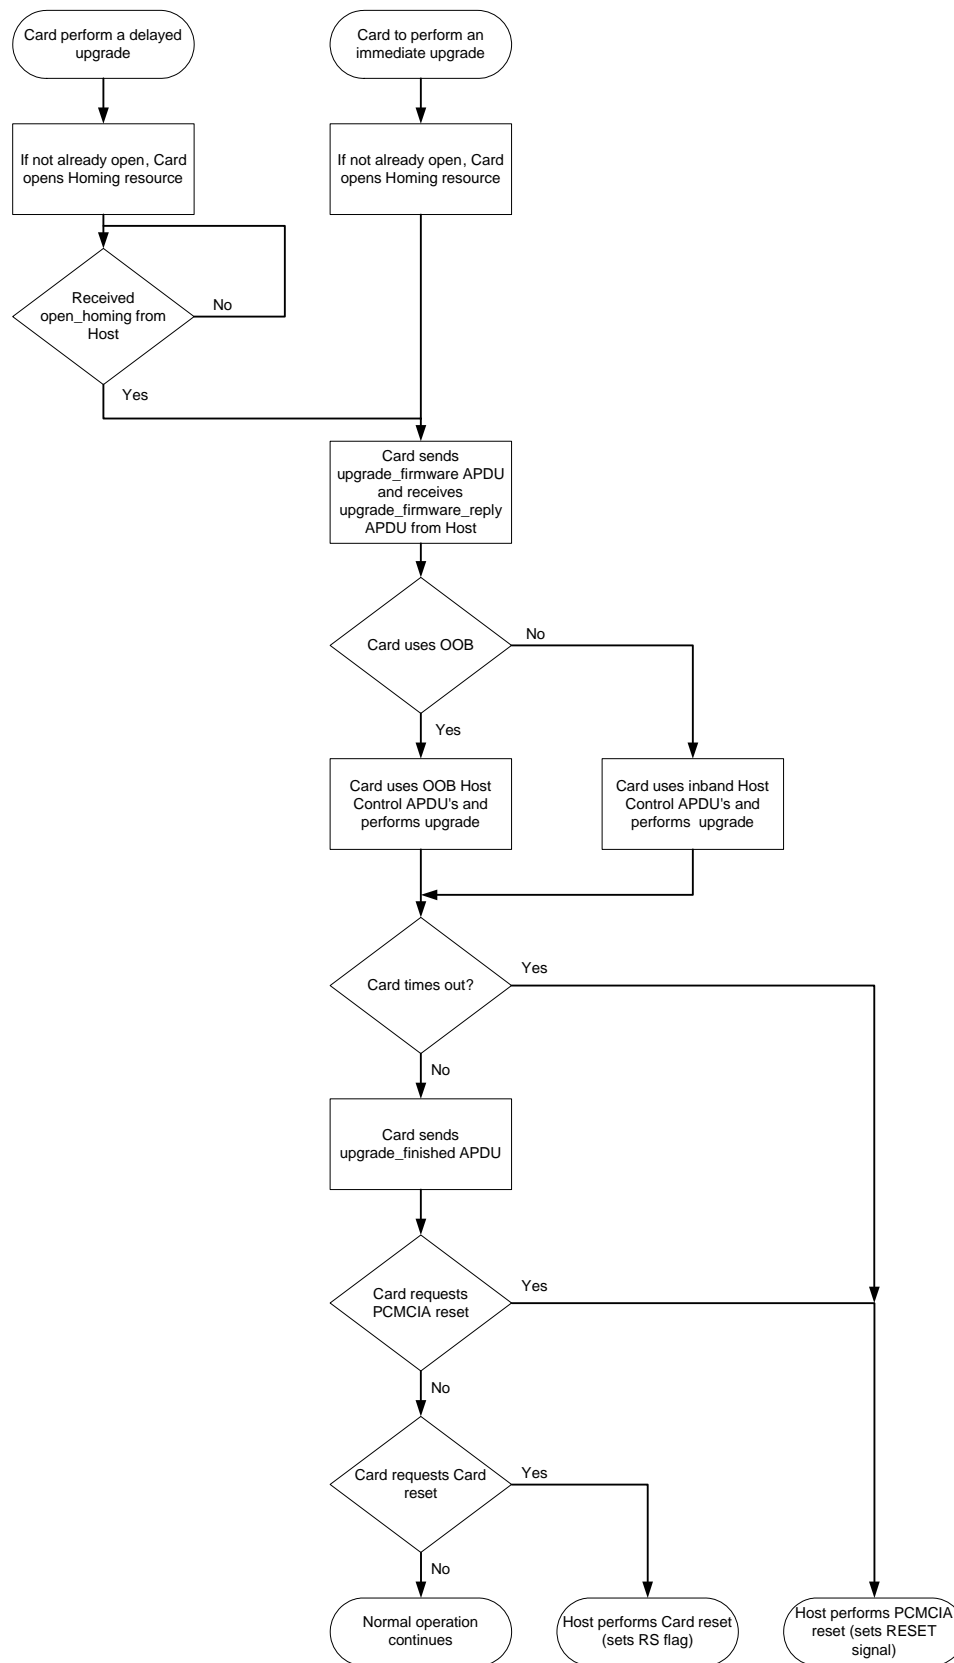 Card perform a delayed
upgrade
Card to perform an
immediate upgrade
If not already open, Card
opens Homing resource
If not already open, Card
opens Homing resource
Received
open_homing from
Host
No
Yes
Card sends
upgrade_firmware APDU
and receives
upgrade_firmware_reply
APDU from Host
Card uses OOB
No
Yes
Card uses OOB Host
Control APDU's and
performs upgrade
Card uses inband Host
Control APDU's and
performs upgrade
Card times out?
Yes
No
Card sends
upgrade_finished APDU
Card requests
PCMCIA reset
Yes
No
Card requests Card
reset
Yes
No
Normal operation
continues
Host performs Card reset
(sets RS flag)
Host performs PCMCIA
reset (sets RESET
signal)